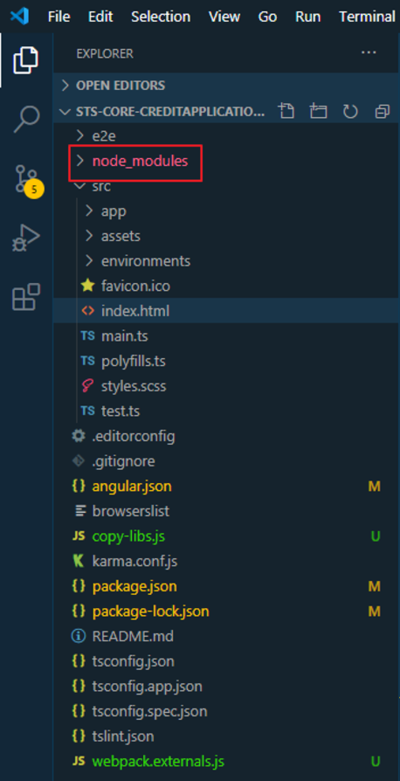 File Edit Selection View Go Run Terminal
EXPLORER
OPEN EDITORS
STS-CORE-CREDITAPPLICATIO...
e2e
node_modules
src
5
app
assets
environments
favicon.ico
<> index.html
TS main.ts
TS polyfills.ts
styles.scss
TS test.ts
.editorconfig
.gitignore
{} angular.json M
browserslist
JS copy-libs.js U
karma.conf.js
{} package.json M
{} package-lock.json M
README.md
{} tsconfig.json
{} tsconfig.app.json
{} tsconfig.spec.json
{} tslint.json
JS webpack.externals.js U